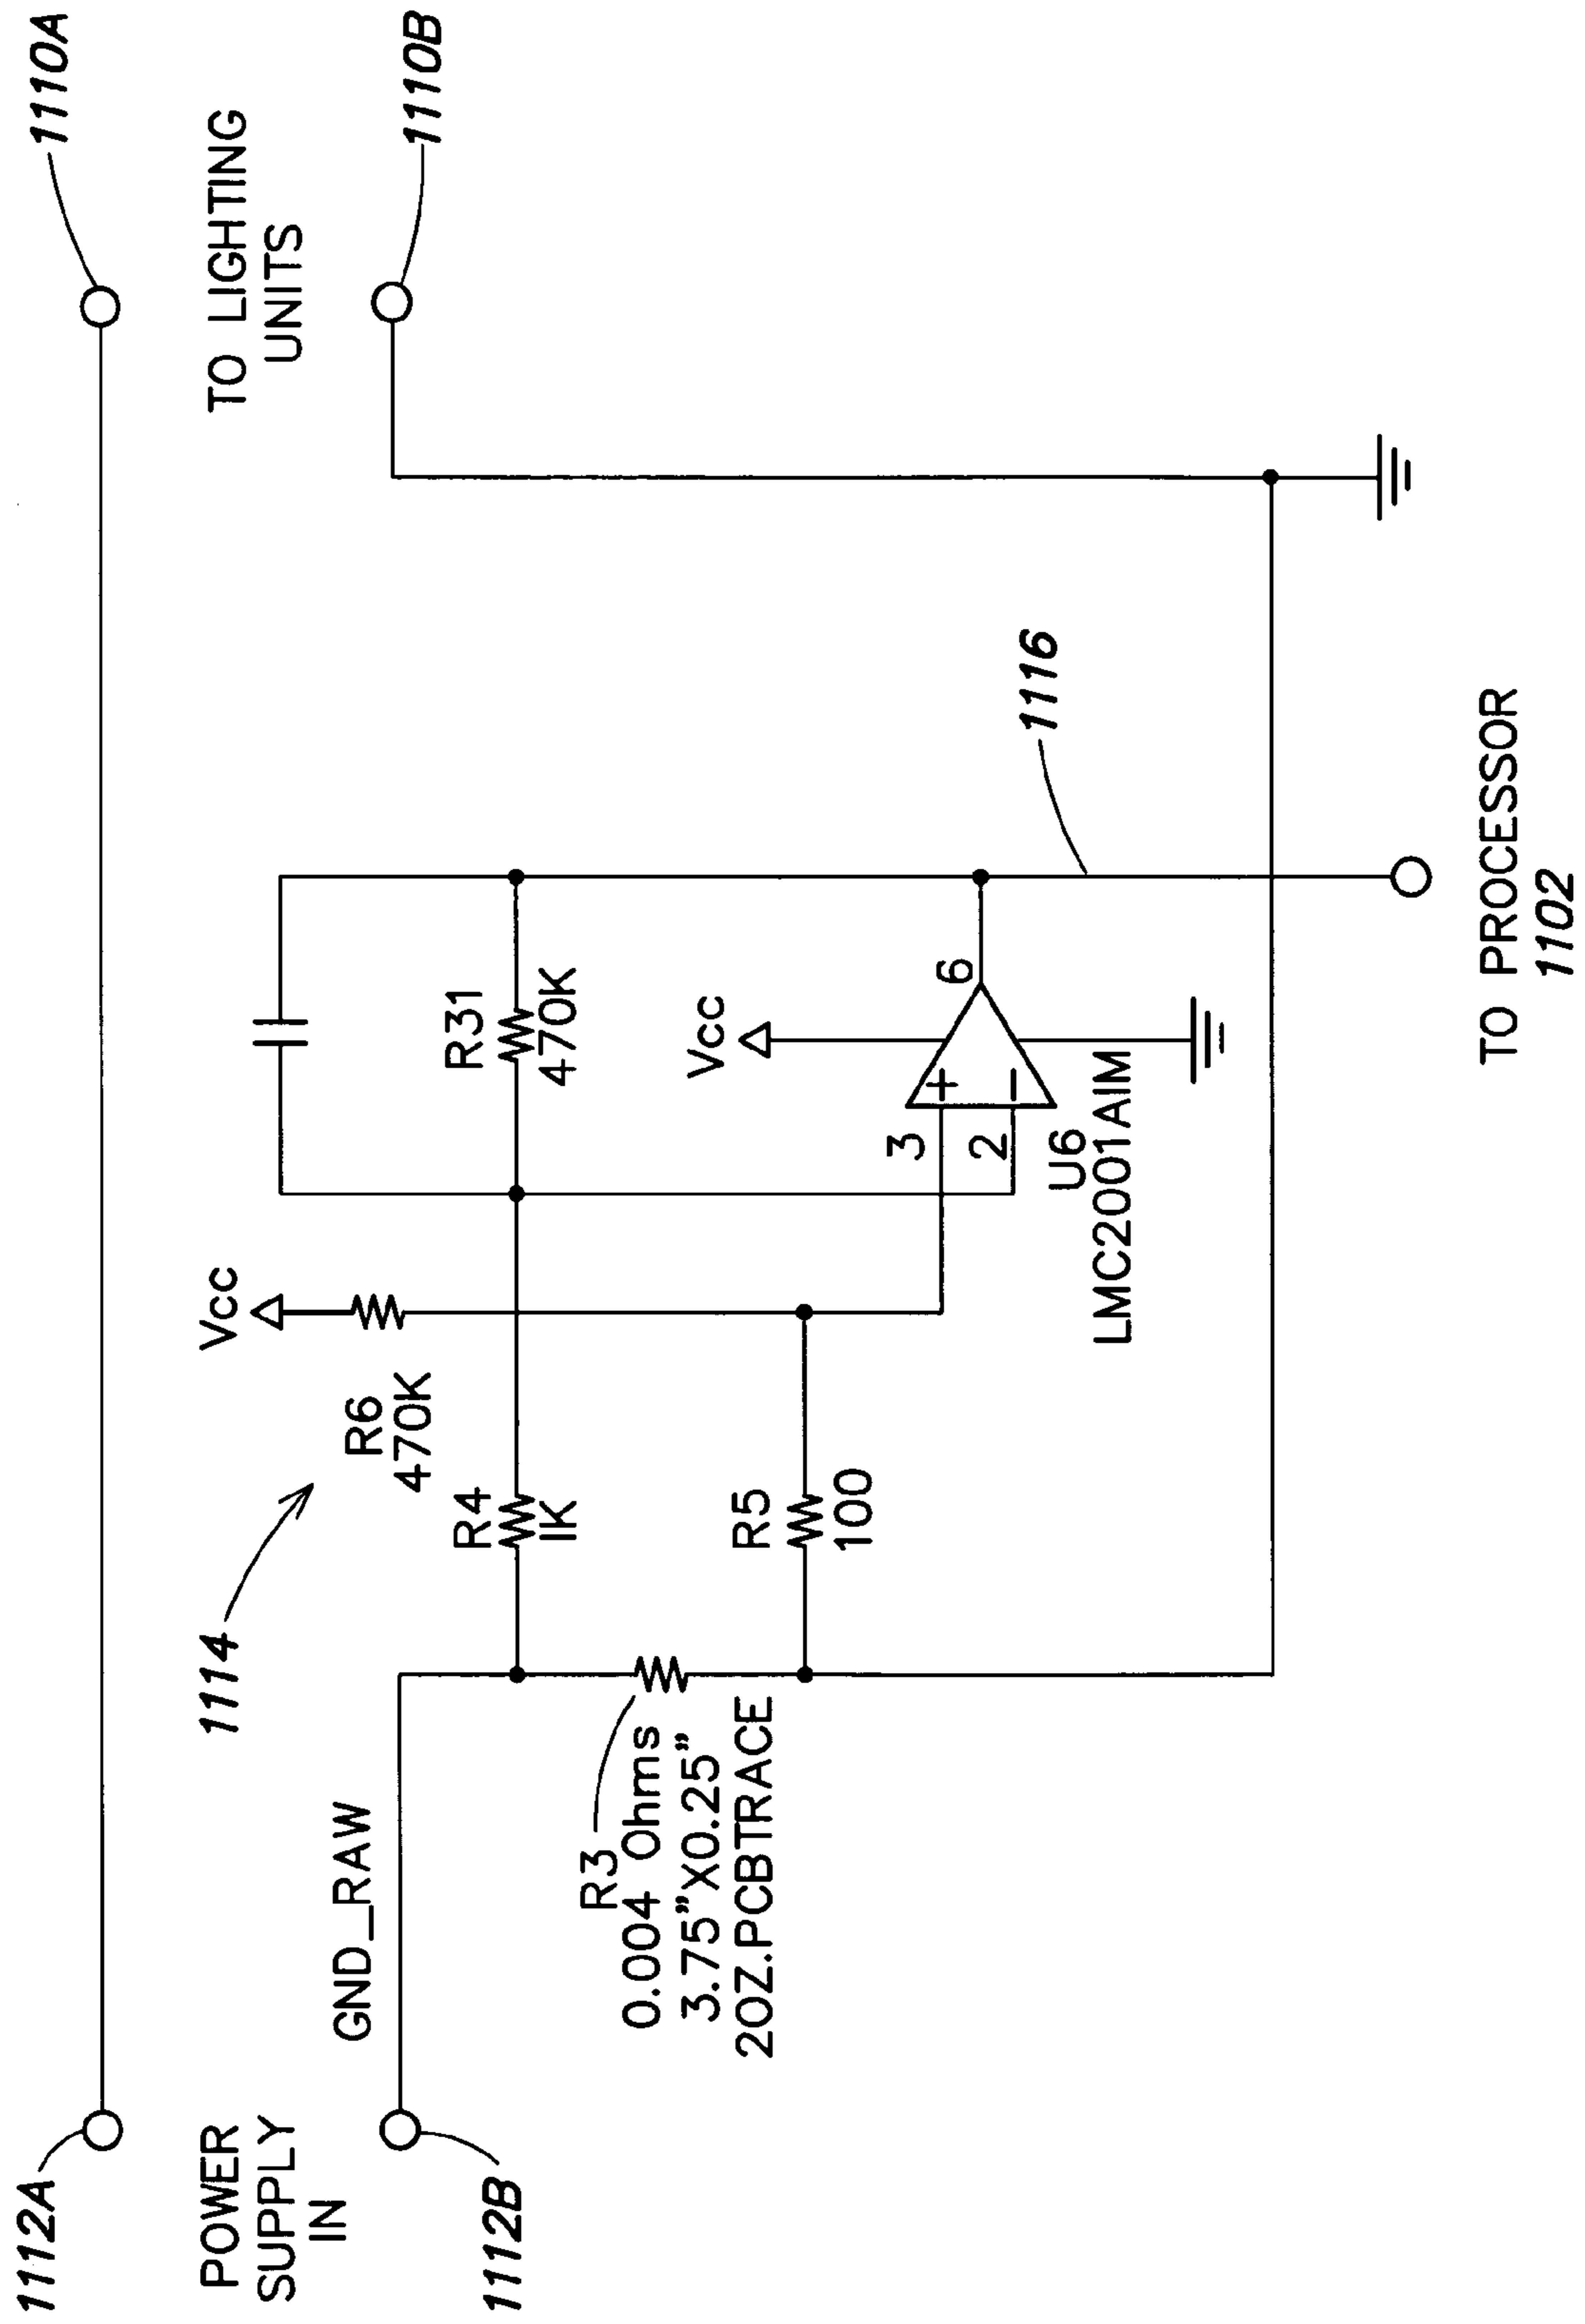 1112A
1110A
POWER
SUPPLY
IN
TO LIGHTING
UNITS
1112B
1110B
GND_RAW
1114
Vcc
R6
470K
R4
1K
R31
470K
R3
0.004 Ohms
3.75"X0.25"
2OZ.PCBTRACE
R5
100
Vcc
3
2
+
−
6
U6
LMC2001AIM
1116
TO PROCESSOR
1102